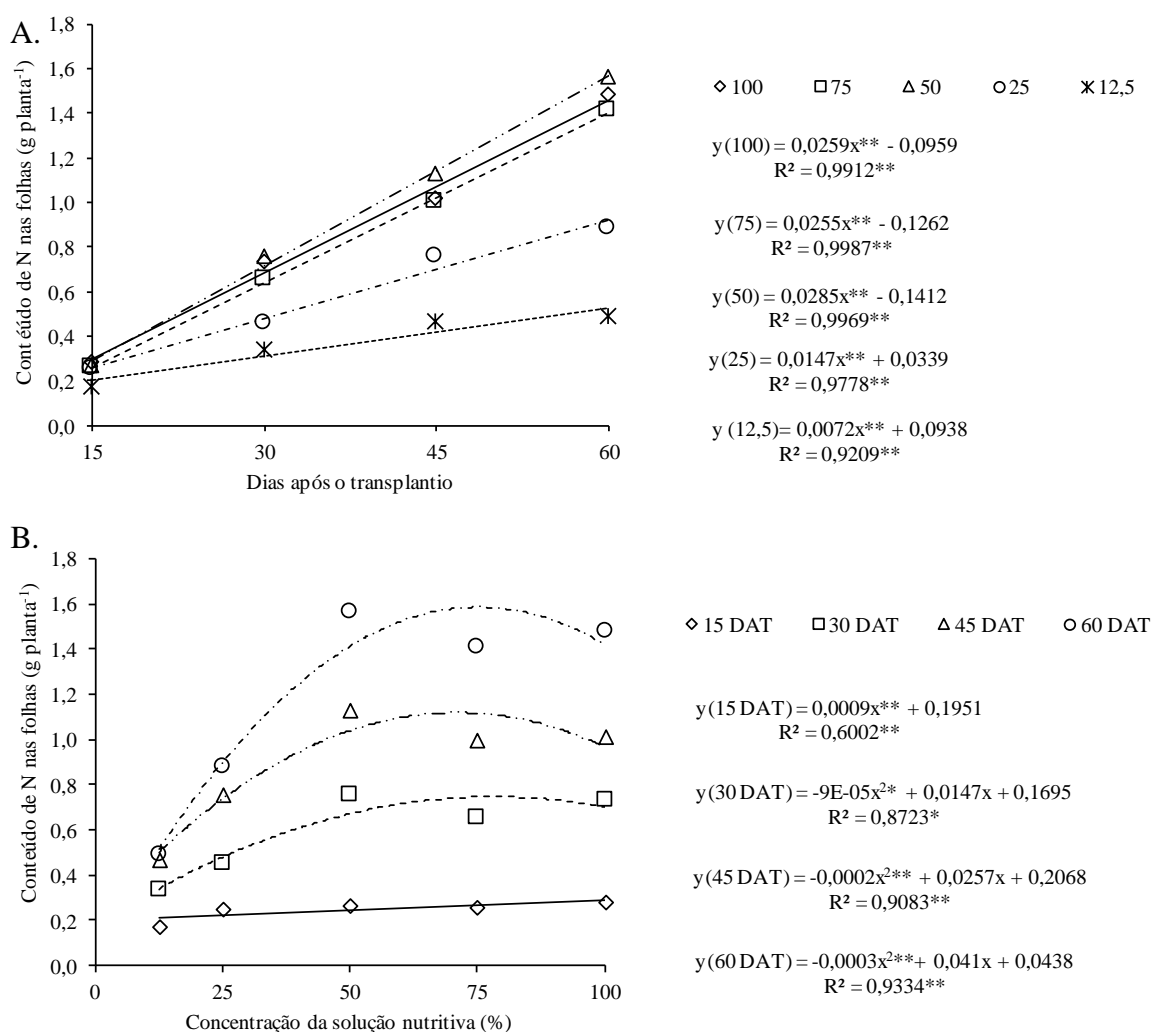 A.
Cont éúdo de N nas folhas (g planta⁻¹)
1,8
1,6
1,4
1,2
1,0
0,8
0,6
0,4
0,2
0,0
15 30 45 60
Dias após o transplantio
100 75 50 25 12,5
y(100) = 0,0259x** - 0,0959
R² = 0,9912**
y(75) = 0,0255x** - 0,1262
R² = 0,9987**
y(50) = 0,0285x** - 0,1412
R² = 0,9969**
y(25) = 0,0147x** + 0,0339
R² = 0,9778**
y (12,5)= 0,0072x** + 0,0938
R² = 0,9209**
B.
Conteúdo de N nas folhas (g planta⁻¹)
1,8
1,6
1,4
1,2
1,0
0,8
0,6
0,4
0,2
0,0
0 25 50 75 100
Concentração da solução nutritiva (%)
15 DAT 30 DAT 45 DAT 60 DAT
y(15 DAT) = 0,0009x** + 0,1951
R² = 0,6002**
y(30 DAT) = -9E-05x²* + 0,0147x + 0,1695
R² = 0,8723*
y(45 DAT) = -0,0002x²** + 0,0257x + 0,2068
R² = 0,9083**
y(60 DAT) = -0,0003x²**+ 0,041x + 0,0438
R² = 0,9334**